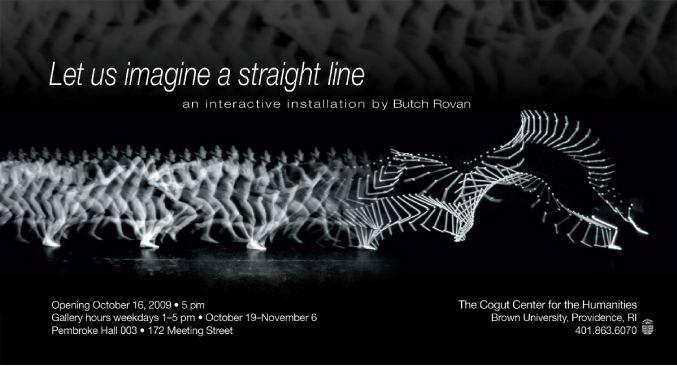 Let us imagine a straight line
an interactive installation by Butch Rovan
Opening October 16, 2009 • 5 pm
Gallery hours weekdays 1–5 pm • October 19–November 6
Pembroke Hall 003 • 172 Meeting Street
The Cogut Center for the Humanities
Brown University, Providence, RI
401.863.6070